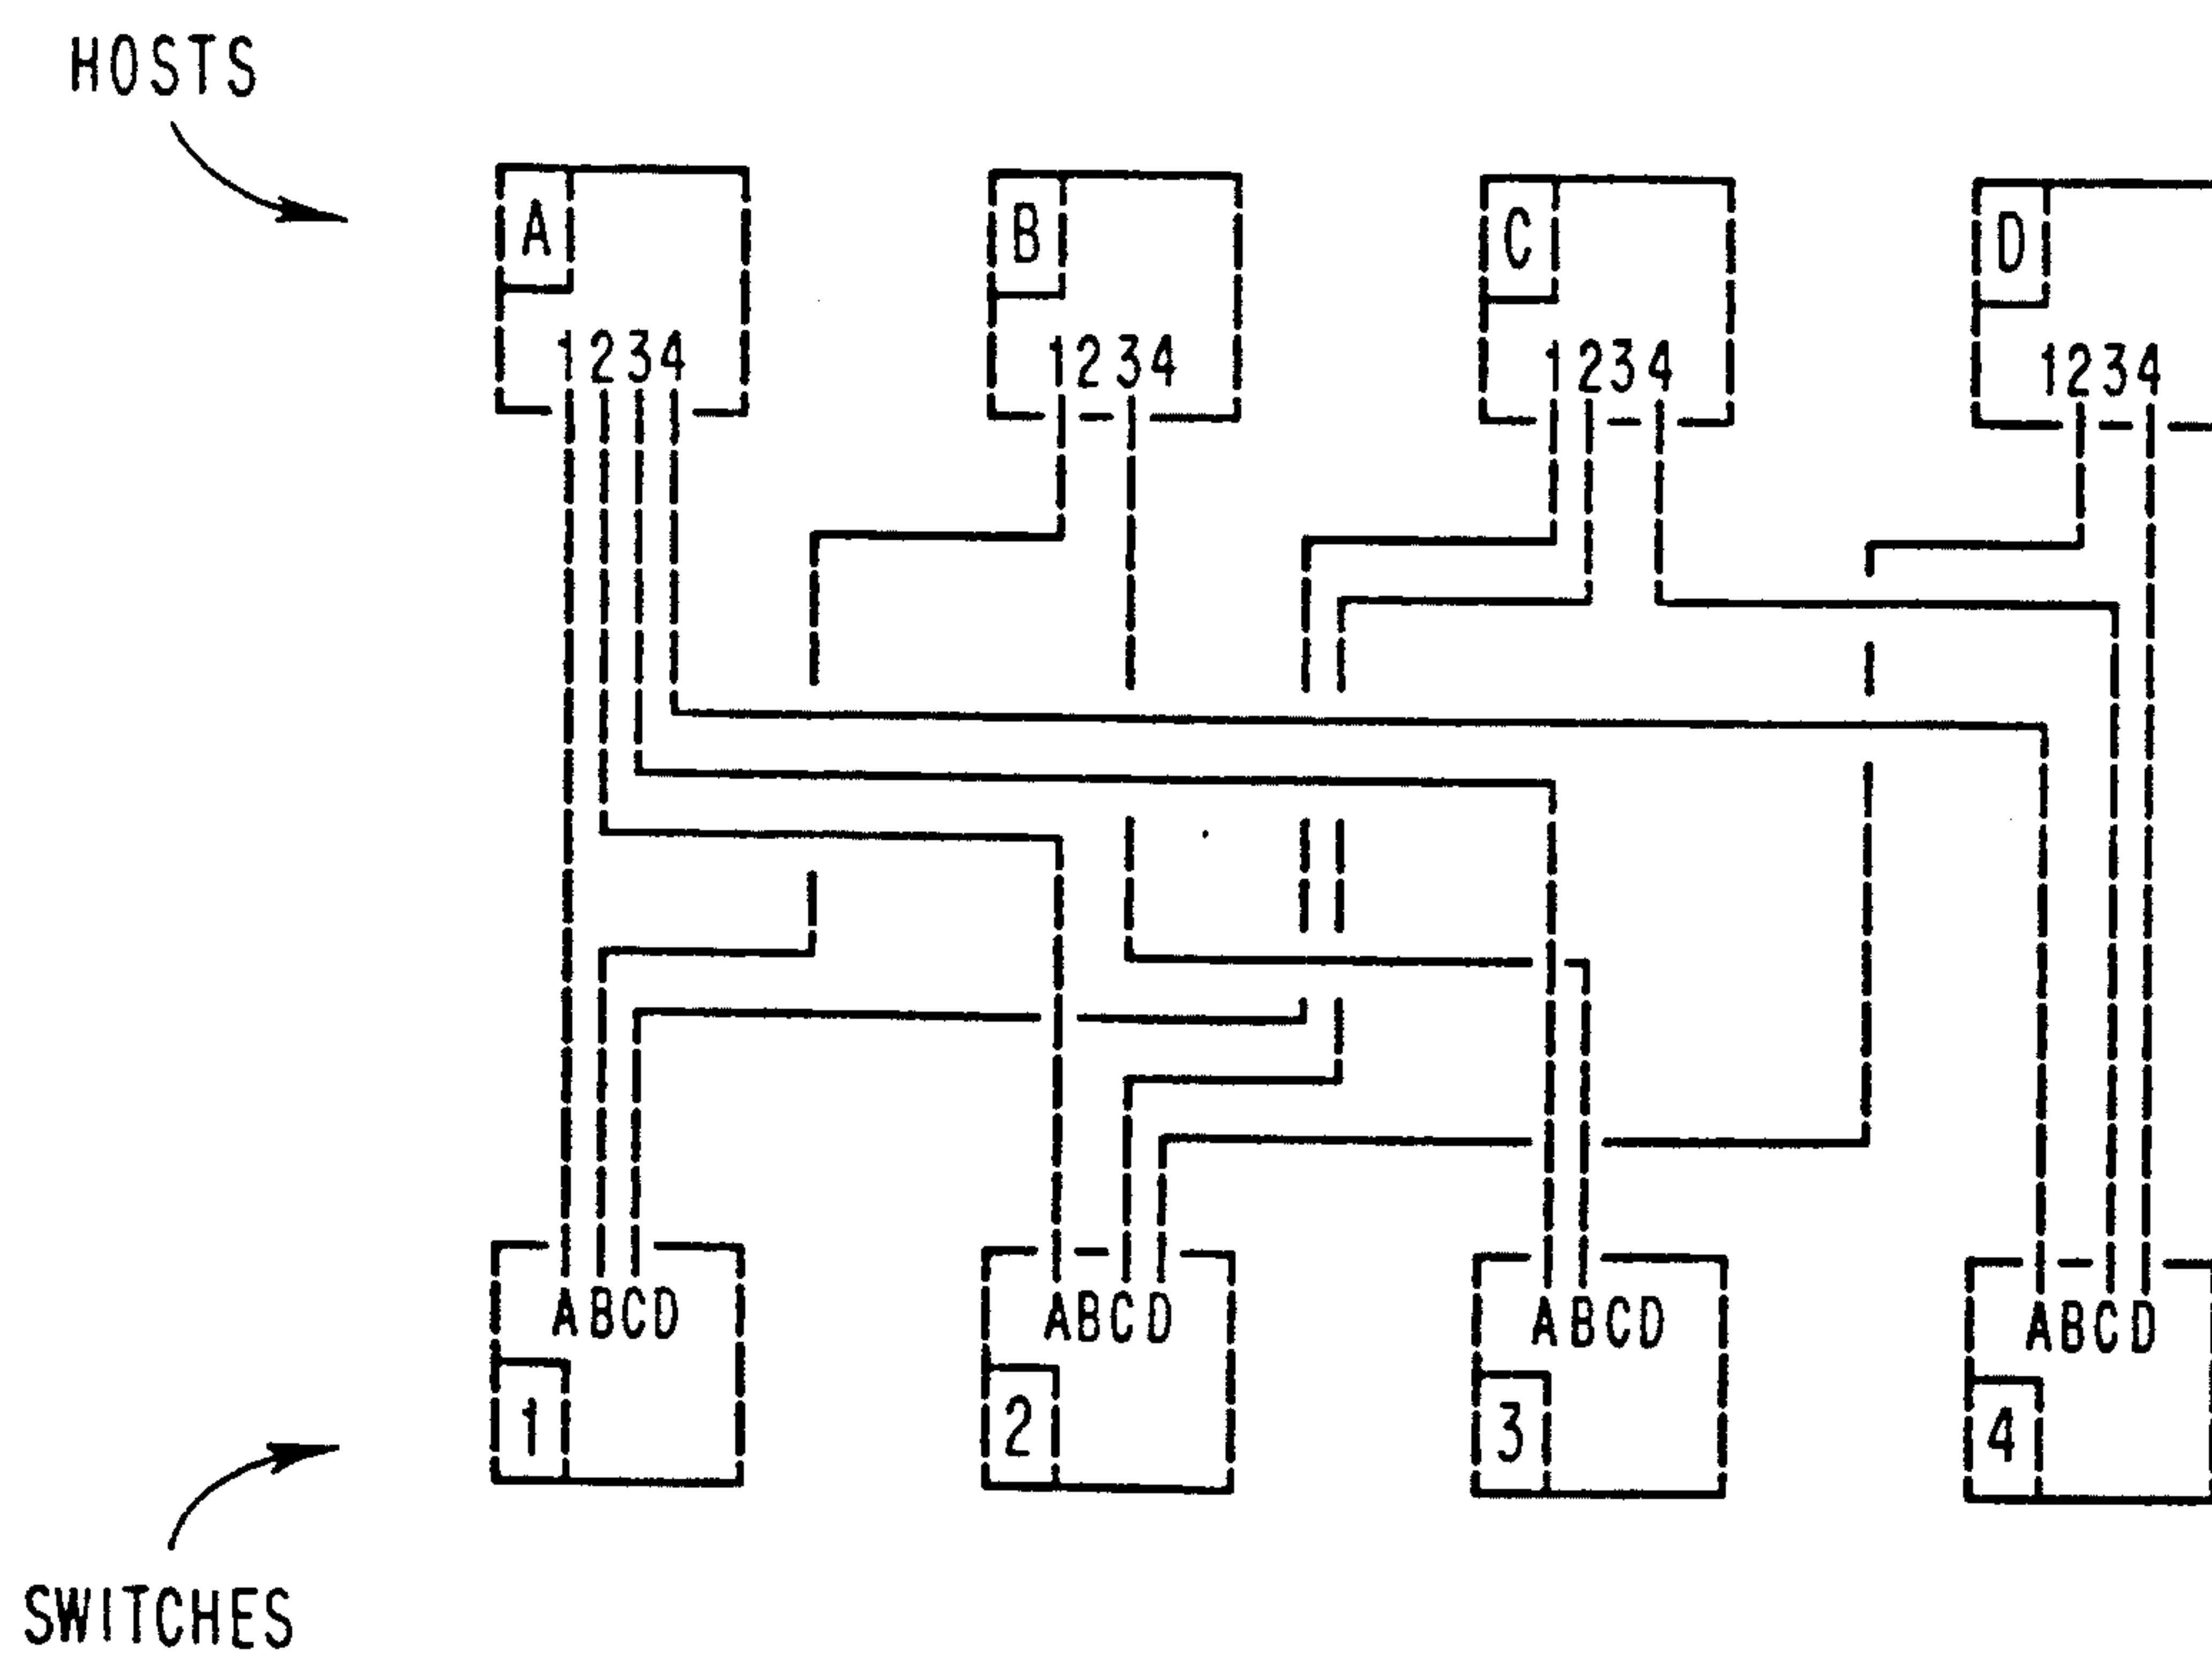 HOSTS
A B C D
1234 1234 1234 1234
ABCD ABCD ABCD ABCD
1 2 3 4
SWITCHES